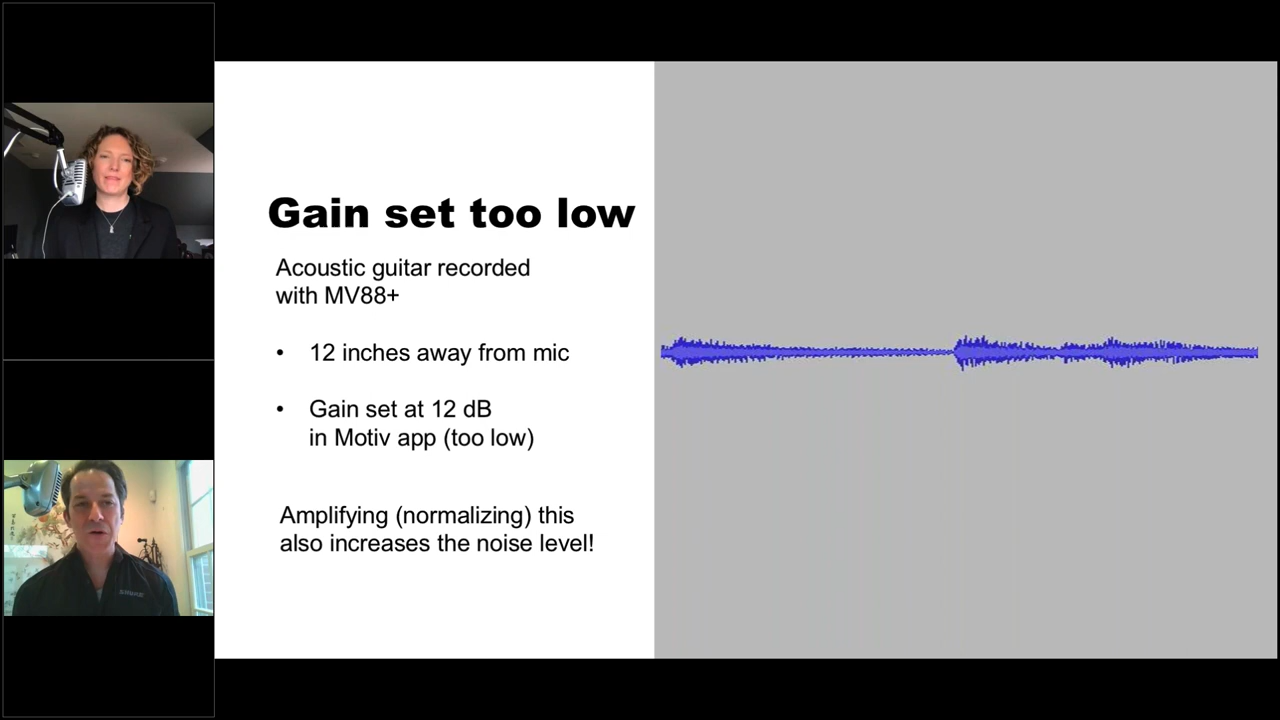 Gain set too low
Acoustic guitar recorded
with MV88+
• 12 inches away from mic
• Gain set at 12 dB
in Motiv app (too low)
Amplifying (normalizing) this
also increases the noise level!
SHURE